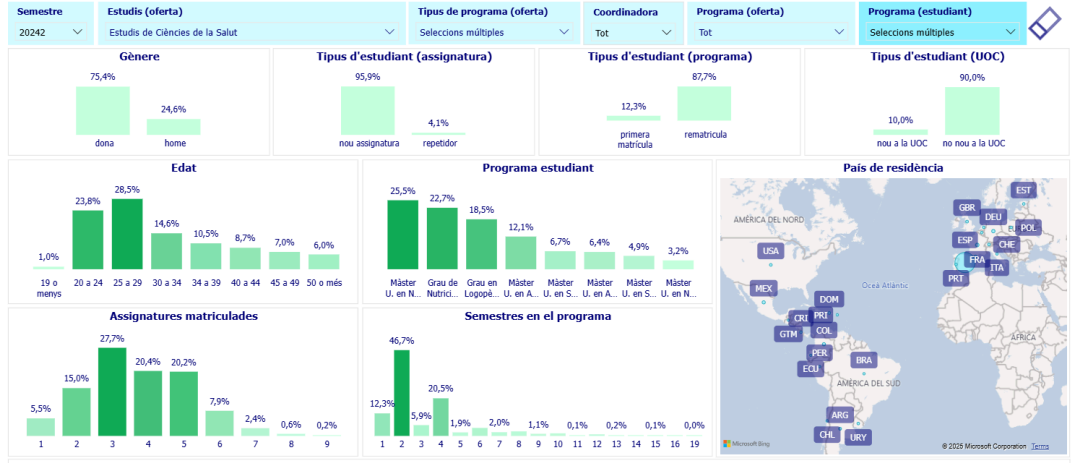 Semestre
20242
Estudis (oferta)
Estudis de Ciències de la Salut
Tipus de programa (oferta)
Seleccions múltiples
Coordinadora
Tot
Programa (oferta)
Tot
Programa (estudiant)
Seleccions múltiples
Gènere
75,4%
24,6%
dona home
Tipus d'estudiant (assignatura)
95,9%
4,1%
nou assignatura repetidor
Tipus d'estudiant (programa)
12,3%
87,7%
primera
matrícula
rematricula
Tipus d'estudiant (UOC)
10,0%
90,0%
nou a la UOC no nou a la UOC
Edat
1,0% 23,8% 28,5% 14,6% 10,5% 8,7% 7,0% 6,0%
19 o
menys
20 a 24 25 a 29 30 a 34 34 a 39 40 a 44 45 a 49 50 o més
Programa estudiant
25,5% 22,7% 18,5% 12,1% 6,7% 6,4% 4,9% 3,2%
Màster Grau de Grau en Màster Màster Màster Màster Màster
U. en N... Nutrici... Logopè... U. en A... U. en S... U. en A... U. en S... U. en N...
País de residència
EST
GBR
DEU
POL
AMÈRICA DEL NORD
ESP
CHE
USA
FRA
ITA
PRT
MEX
Oceà Atlàntic
DOM
CRI PRI
GTM COL
ÀFRICA
PER
BRA
ECU
AMÈRICA DEL SUD
ARG
CHL URY
Microsoft Bing
© 2025 Microsoft Corporation Terms
Assignatures matriculades
5,5% 15,0% 27,7% 20,4% 20,2% 7,9% 2,4% 0,6% 0,2%
1 2 3 4 5 6 7 8 9
Semestres en el programa
12,3% 46,7% 5,9% 20,5% 1,9% 2,0% 1,1% 0,1% 0,2% 0,1% 0,0%
1 2 3 4 5 6 7 8 9 10 11 12 13 14 15 16 19